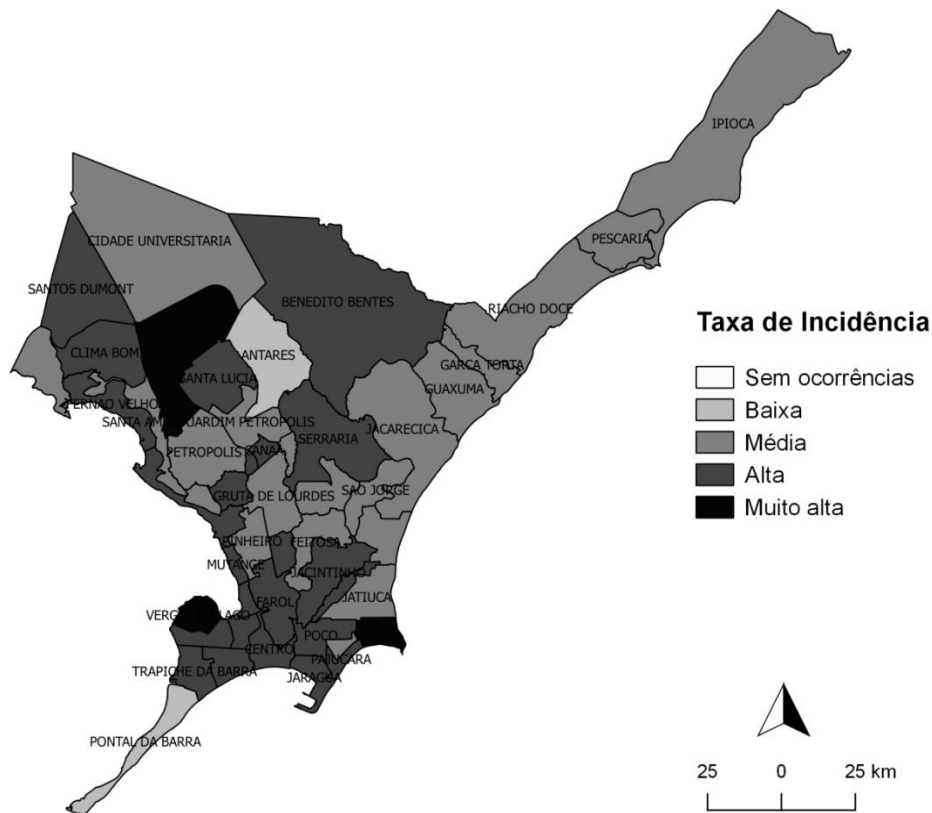 IPIOCA
CIDADE UNIVERSITARIA
PESCARIA
SANTOS DUMONT
BENEDITO BENTES
RIACHO DOCE
CLIMA BOM
ANTARES
GARCA TORTA
SANTA LUCIA
GUAXUMA
FERNAO VELHO
SANTA AM
JARDIM PETROPOLIS
JACARECICA
SERRARIA
PETROPOLIS
CANAA
GRUTA DE LOURDES
SAO JORGE
PINHEIRO
FEITOSA
MUTANGE
JACINTINHO
JATIUCA
FAROL
LAGO
POCO
CENTRO
PAJUCARA
TRAPICHE DA BARRA
JARAGUA
PONTAL DA BARRA
Taxa de Incidência
Sem ocorrências
Baixa
Média
Alta
Muito alta
25 0 25 km